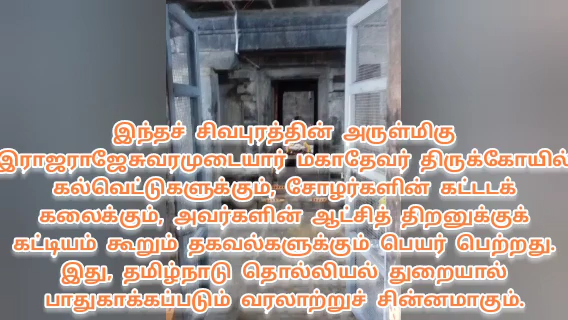 இந்தச் சிவபுரத்தின் அருள்மிகு
இராஜராஜேசுவரமுடையார் மகாதேவர் திருக்கோயில்
கல்வெட்டுகளுக்கும், சோழர்களின் கட்டடக்
கலைக்கும், அவர்களின் ஆட்சித் திறனுக்குக்
கட்டியம் கூறும் தகவல்களுக்கும் பெயர் பெற்றது.
இது, தமிழ்நாடு தொல்லியல் துறையால்
பாதுகாக்கப்படும் வரலாற்றுச் சின்னமாகும்.